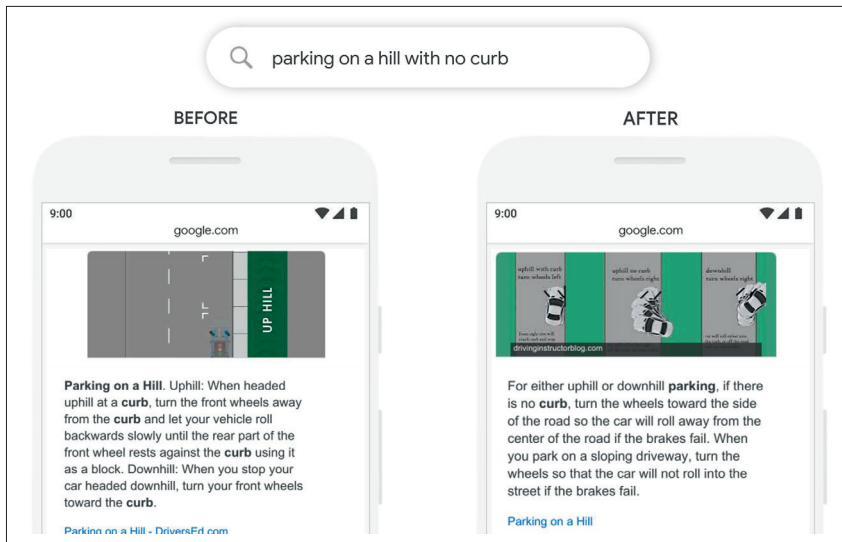 parking on a hill with no curb
BEFORE
AFTER
9:00
google.com
UP HILL
Parking on a Hill. Uphill: When headed
uphill at a curb, turn the front wheels away
from the curb and let your vehicle roll
backwards slowly until the rear part of the
front wheel rests against the curb using it
as a block. Downhill: When you stop your
car headed downhill, turn your front wheels
toward the curb.
Parking on a Hill - DriversEd.com
9:00
google.com
uphill with curb
turn wheels left
uphill no curb
turn wheels right
downhill
turn wheels right
drivinginstructorblog.com
For either uphill or downhill parking, if there
is no curb, turn the wheels toward the side
of the road so the car will roll away from the
center of the road if the brakes fail. When
you park on a sloping driveway, turn the
wheels so that the car will not roll into the
street if the brakes fail.
Parking on a Hill